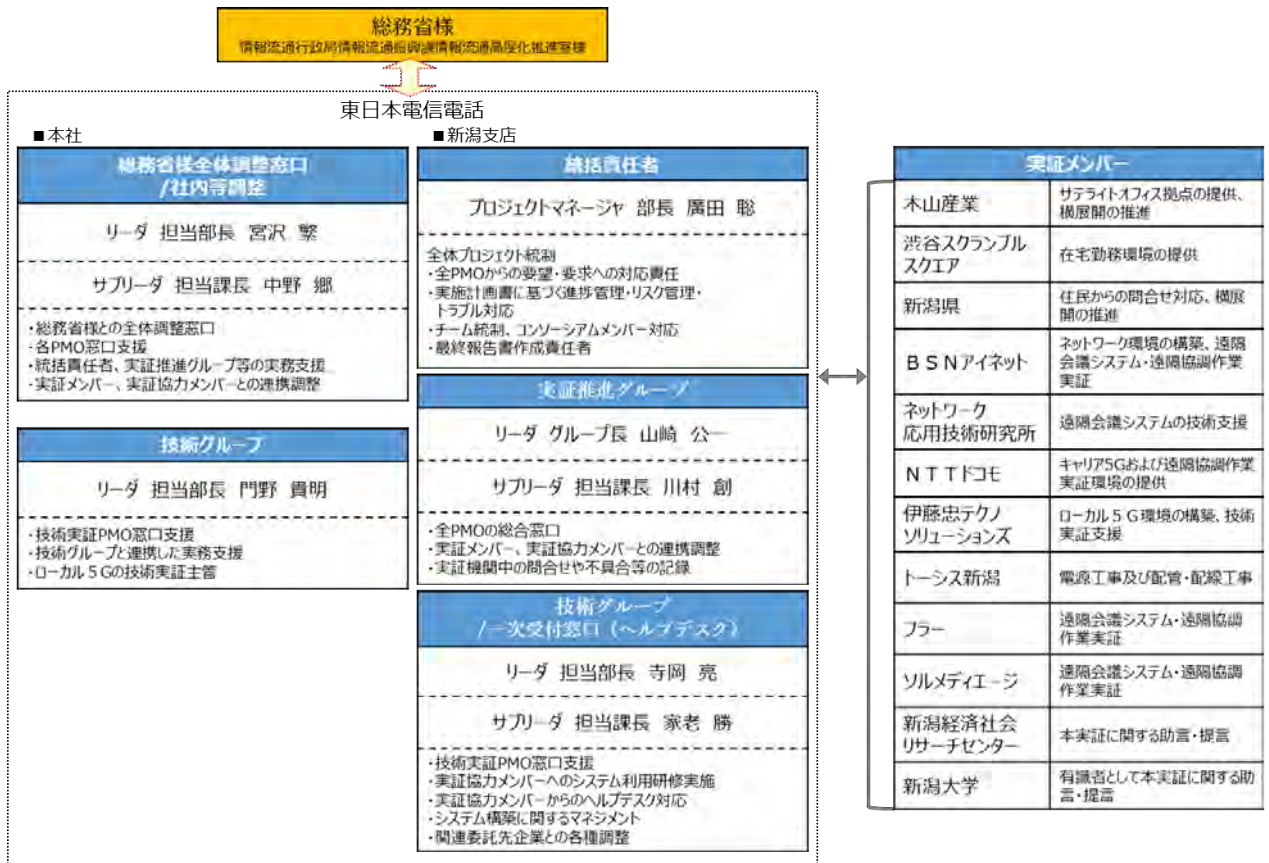 総務省様
情報流通行政局情報流通振興課情報流通高度化推進室様
東日本電信電話
■本社
総務省様全体調整窓口
/社内等調整
リーダ 担当部長 宮沢 繁
サブリーダ 担当課長 中野 郷
・総務省様との全体調整窓口
・各PMO窓口支援
・統括責任者、実証推進グループ等の実務支援
・実証メンバー、実証協力メンバーとの連携調整
技術グループ
リーダ 担当部長 門野 貴明
・技術実証PMO窓口支援
・技術グループと連携した実務支援
・ローカル5Gの技術実証主管
■新潟支店
統括責任者
プロジェクトマネージャ 部長 廣田 聡
全体プロジェクト統制
・全PMOからの要望・要求への対応責任
・実施計画書に基づく進捗管理・リスク管理・
トラブル対応
・チーム統制、コンソーシアムメンバー対応
・最終報告書作成責任者
実証推進グループ
リーダ グループ長 山崎 公一
サブリーダ 担当課長 川村 創
・全PMOの総合窓口
・実証メンバー、実証協力メンバーとの連携調整
・実証機関中の問合せや不具合等の記録
技術グループ
/一次受付窓口(ヘルプデスク)
リーダ 担当部長 寺岡 亮
サブリーダ 担当課長 家老 勝
・技術実証PMO窓口支援
・実証協力メンバーへのシステム利用研修実施
・実証協力メンバーからのヘルプデスク対応
・システム構築に関するマネジメント
・関連委託先企業との各種調整
実証メンバー
木山産業
サテライトオフィス拠点の提供、
横展開の推進
渋谷スクランブル
スクエア
在宅勤務環境の提供
新潟県
住民からの問合せ対応、横展
開の推進
BSNアイネット
ネットワーク環境の構築、遠隔
会議システム・遠隔協調作業
実証
ネットワーク
応用技術研究所
遠隔会議システムの技術支援
NTTドコモ
キャリア5Gおよび遠隔協調作業
実証環境の提供
伊藤忠テクノ
ソリューションズ
ローカル5G環境の構築、技術
実証支援
トーシス新潟
電源工事及び配管・配線工事
フラー
遠隔会議システム・遠隔協調
作業実証
ソルメディエージ
遠隔会議システム・遠隔協調
作業実証
新潟経済社会
リサーチセンター
本実証に関する助言・提言
新潟大学
有識者として本実証に関する助
言・提言